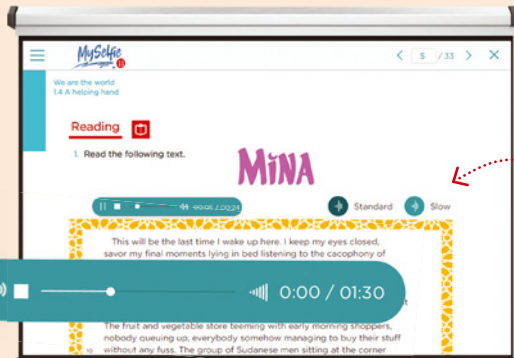 MySelfie
5 / 33
We are the world
1.4 A helping hand
Reading
1. Read the following text.
MiNA
Standard
Slow
This will be the last time I wake up here. I keep my eyes closed,
savor my final moments lying in bed listening to the cacophony of
0:00 / 01:30
The fruit and vegetable store teeming with early morning shoppers,
nobody queuing up, everybody somehow managing to buy their stuff
10 without any fuss. The group of Sudanese men sitting at the corner